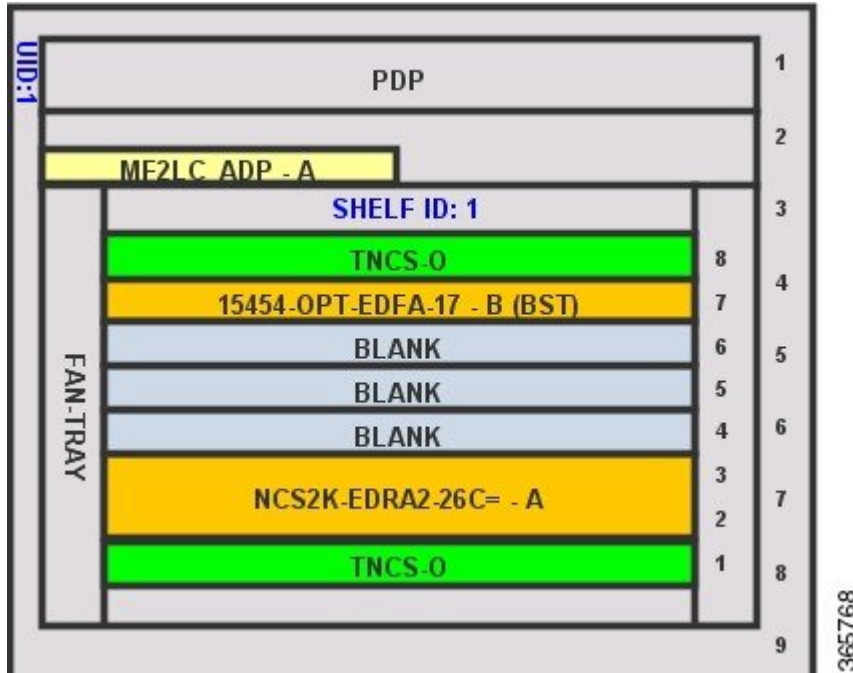 UID:1
PDP
1
2
MF2LC ADP - A
SHELF ID: 1
3
TNCS-O
8
4
15454-OPT-EDFA-17 - B (BST)
7
BLANK
6
5
BLANK
5
BLANK
4
6
FAN-TRAY
NCS2K-EDRA2-26C= - A
3
2
7
TNCS-O
1
8
9
365768